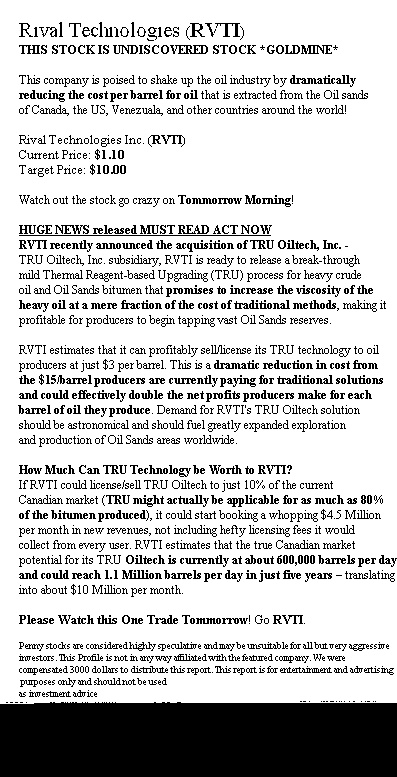 Rival Technologies (RVTI)
THIS STOCK IS UNDISCOVERED STOCK *GOLDMINE*
This company is poised to shake up the oil industry by dramatically
reducing the cost per barrel for oil that is extracted from the Oil sands
of Canada, the US, Venezuala, and other countries around the world!
Rival Technologies Inc. (RVTI)
Current Price: $1.10
Target Price: $10.00
Watch out the stock go crazy on Tommorrow Morning!
HUGE NEWS released MUST READ ACT NOW
RVTI recently announced the acquisition of TRU Oiltech, Inc. -
TRU Oiltech, Inc. subsidiary, RVTI is ready to release a break-through
mild Thermal Reagent-based Upgrading (TRU) process for heavy crude
oil and Oil Sands bitumen that promises to increase the viscosity of the
heavy oil at a mere fraction of the cost of traditional methods, making it
profitable for producers to begin tapping vast Oil Sands reserves.
RVTI estimates that it can profitably sell/license its TRU technology to oil
producers at just $3 per barrel. This is a dramatic reduction in cost from
the $15/barrel producers are currently paying for traditional solutions
and could effectively double the net profits producers make for each
barrel of oil they produce. Demand for RVTI's TRU Oiltech solution
should be astronomical and should fuel greatly expanded exploration
and production of Oil Sands areas worldwide.
How Much Can TRU Technology be Worth to RVTI?
If RVTI could license/sell TRU Oiltech to just 10% of the current
Canadian market (TRU might actually be applicable for as much as 80%
of the bitumen produced), it could start booking a whopping $4.5 Million
per month in new revenues, not including hefty licensing fees it would
collect from every user. RVTI estimates that the true Canadian market
potential for its TRU Oiltech is currently at about 600,000 barrels per day
and could reach 1.1 Million barrels per day in just five years – translating
into about $10 Million per month.
Please Watch this One Trade Tommorrow! Go RVTI.
Penny stocks are considered highly speculative and may be unsuitable for all but very aggressive
investors. This Profile is not in any way affiliated with the featured company. We were
compensated 3000 dollars to distribute this report. This report is for entertainment and advertising
purposes only and should not be used
as investment advice